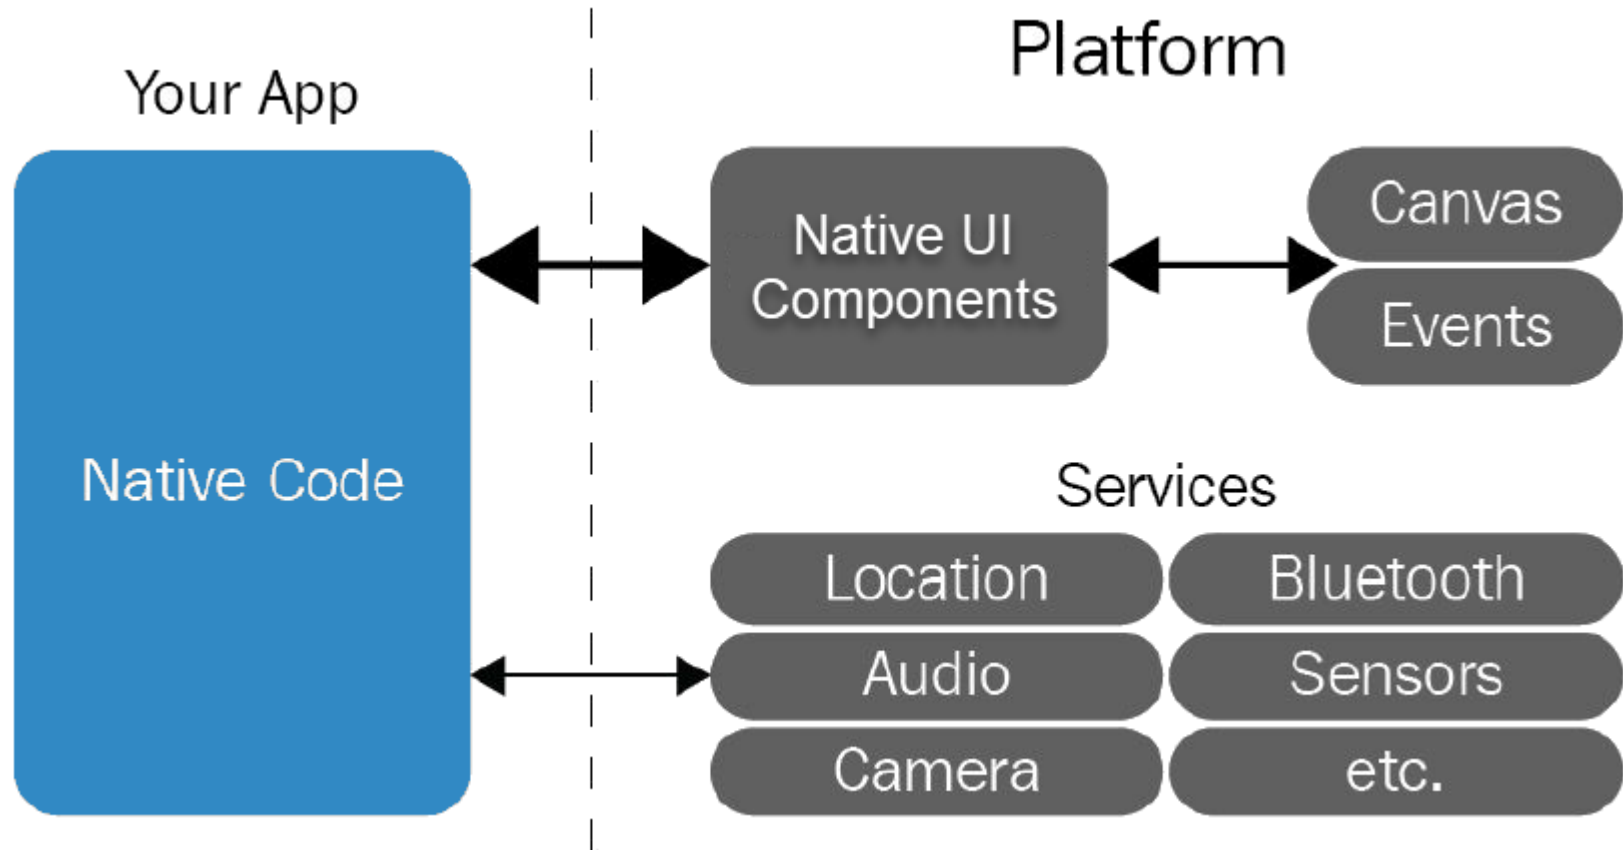 Your App
Native Code
Platform
Native UI
Components
Canvas
Events
Services
Location
Bluetooth
Audio
Sensors
Camera
etc.